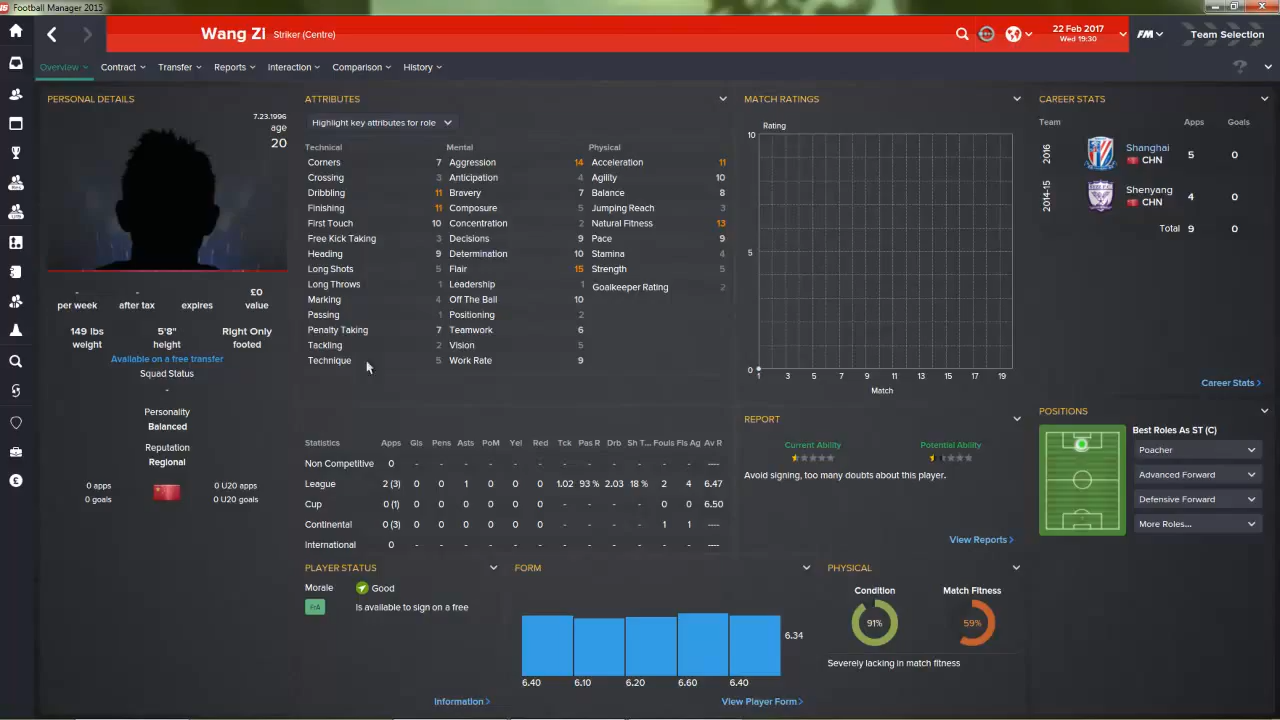 Football Manager 2015
Wang Zi Striker (Centre)
22 Feb 2017
Wed 19:30
FM
Team Selection
Overview Contract Transfer Reports Interaction Comparison History
PERSONAL DETAILS
7.23.1996
age
20
- - - £0
per week after tax expires value
149 lbs 5'8" Right Only
weight height footed
Available on a free transfer
Squad Status
-
Personality
Balanced
Reputation
Regional
0 apps 0 U20 apps
0 goals 0 U20 goals
ATTRIBUTES
Highlight key attributes for role
Technical Mental Physical
Corners 7 Aggression 14 Acceleration 11
Crossing 3 Anticipation 4 Agility 10
Dribbling 11 Bravery 7 Balance 8
Finishing 11 Composure 5 Jumping Reach 3
First Touch 10 Concentration 2 Natural Fitness 13
Free Kick Taking 3 Decisions 9 Pace 9
Heading 9 Determination 10 Stamina 4
Long Shots 5 Flair 15 Strength 5
Long Throws 1 Leadership 1 Goalkeeper Rating 2
Marking 4 Off The Ball 10
Passing 1 Positioning 2
Penalty Taking 7 Teamwork 6
Tackling 2 Vision 5
Technique 5 Work Rate 9
Statistics Apps Gls Pens Asts PoM Yel Red Tck Pas R Drb Sh T... Fouls Fls Ag Av R
Non Competitive 0 - - - - - - - - - - - - ----
League 2 (3) 0 0 1 0 0 0 1.02 93 % 2.03 18 % 2 4 6.47
Cup 0 (1) 0 0 0 0 0 0 - - - - 0 0 6.50
Continental 0 (3) 0 0 0 0 0 0 - - - - 1 1 ----
International 0 - - - - - - - - - - - - ----
PLAYER STATUS
Morale Good
FrA Is available to sign on a free
Information >
FORM
6.34
6.40 6.10 6.20 6.60 6.40
View Player Form >
MATCH RATINGS
Rating
10
5
0
1 3 5 7 9 11 13 15 17 19
Match
REPORT
Current Ability Potential Ability
Avoid signing, too many doubts about this player.
View Reports >
PHYSICAL
Condition Match Fitness
91% 59%
Severely lacking in match fitness
CAREER STATS
Team Apps Goals
2016 Shanghai 5 0
CHN
2014-15 Shenyang 4 0
CHN
Total 9 0
Career Stats >
POSITIONS
Best Roles As ST (C)
Poacher
Advanced Forward
Defensive Forward
More Roles...